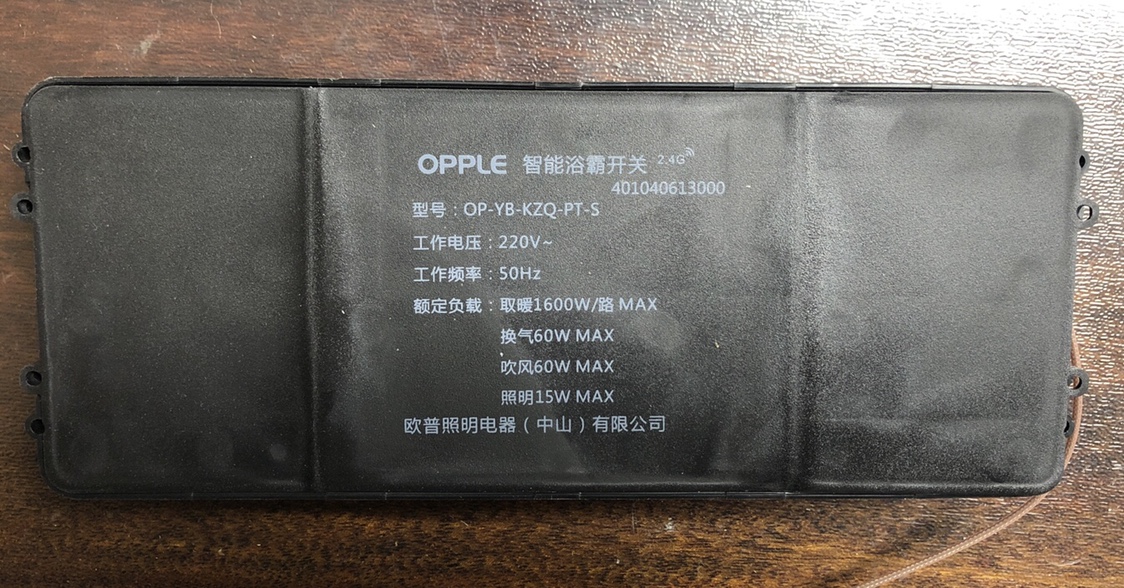 OPPLE 智能浴霸开关 2.4G
401040613000
型号：OP-YB-KZQ-PT-S
工作电压：220V~
工作频率：50Hz
额定负载：取暖1600W/路 MAX
换气60W MAX
吹风60W MAX
照明15W MAX
欧普照明电器（中山）有限公司